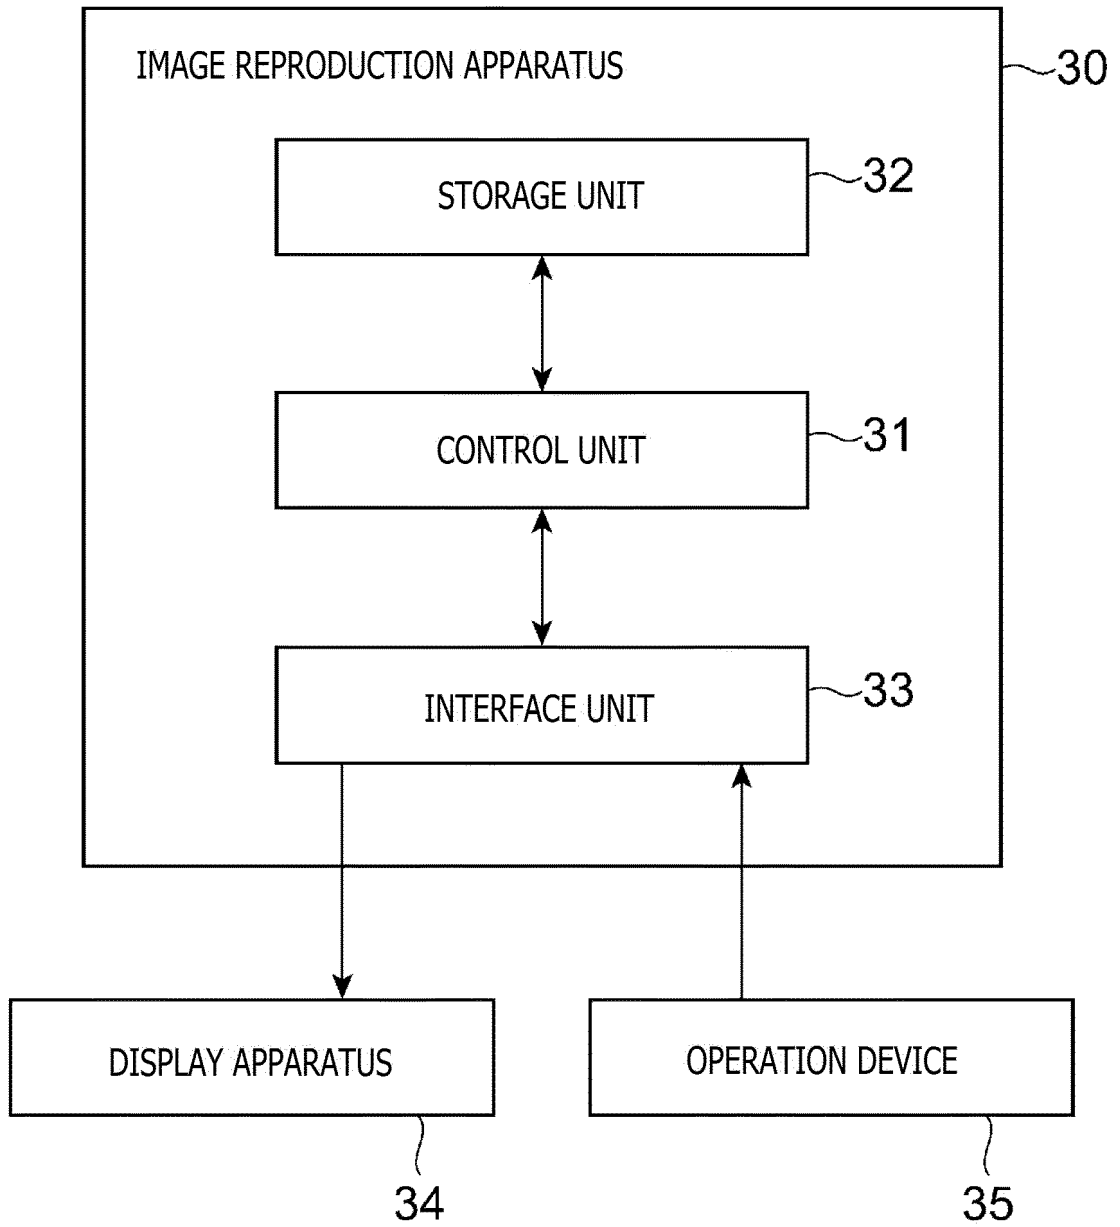 IMAGE REPRODUCTION APPARATUS
30
STORAGE UNIT
32
CONTROL UNIT
31
INTERFACE UNIT
33
DISPLAY APPARATUS
34
OPERATION DEVICE
35